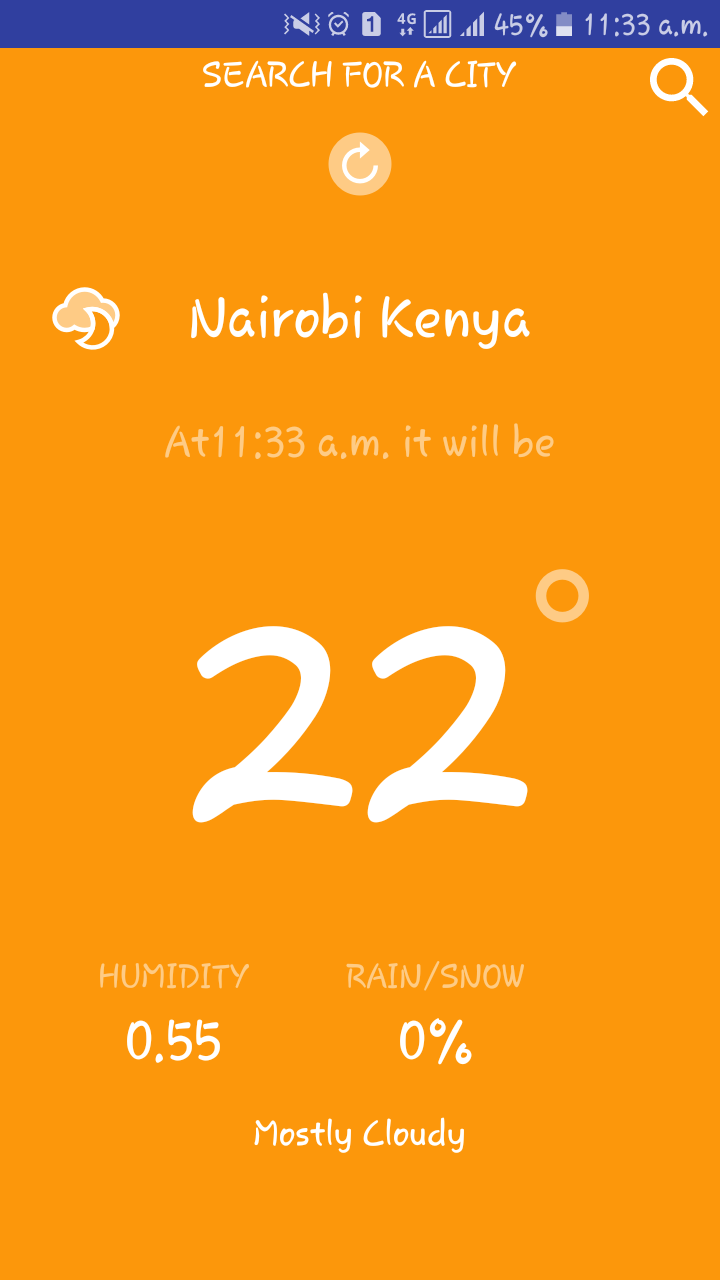 1 4G 45% 11:33 a.m.
SEARCH FOR A CITY
Nairobi Kenya
At11:33 a.m. it will be
22
HUMIDITY RAIN/SNOW
0.55 0%
Mostly Cloudy